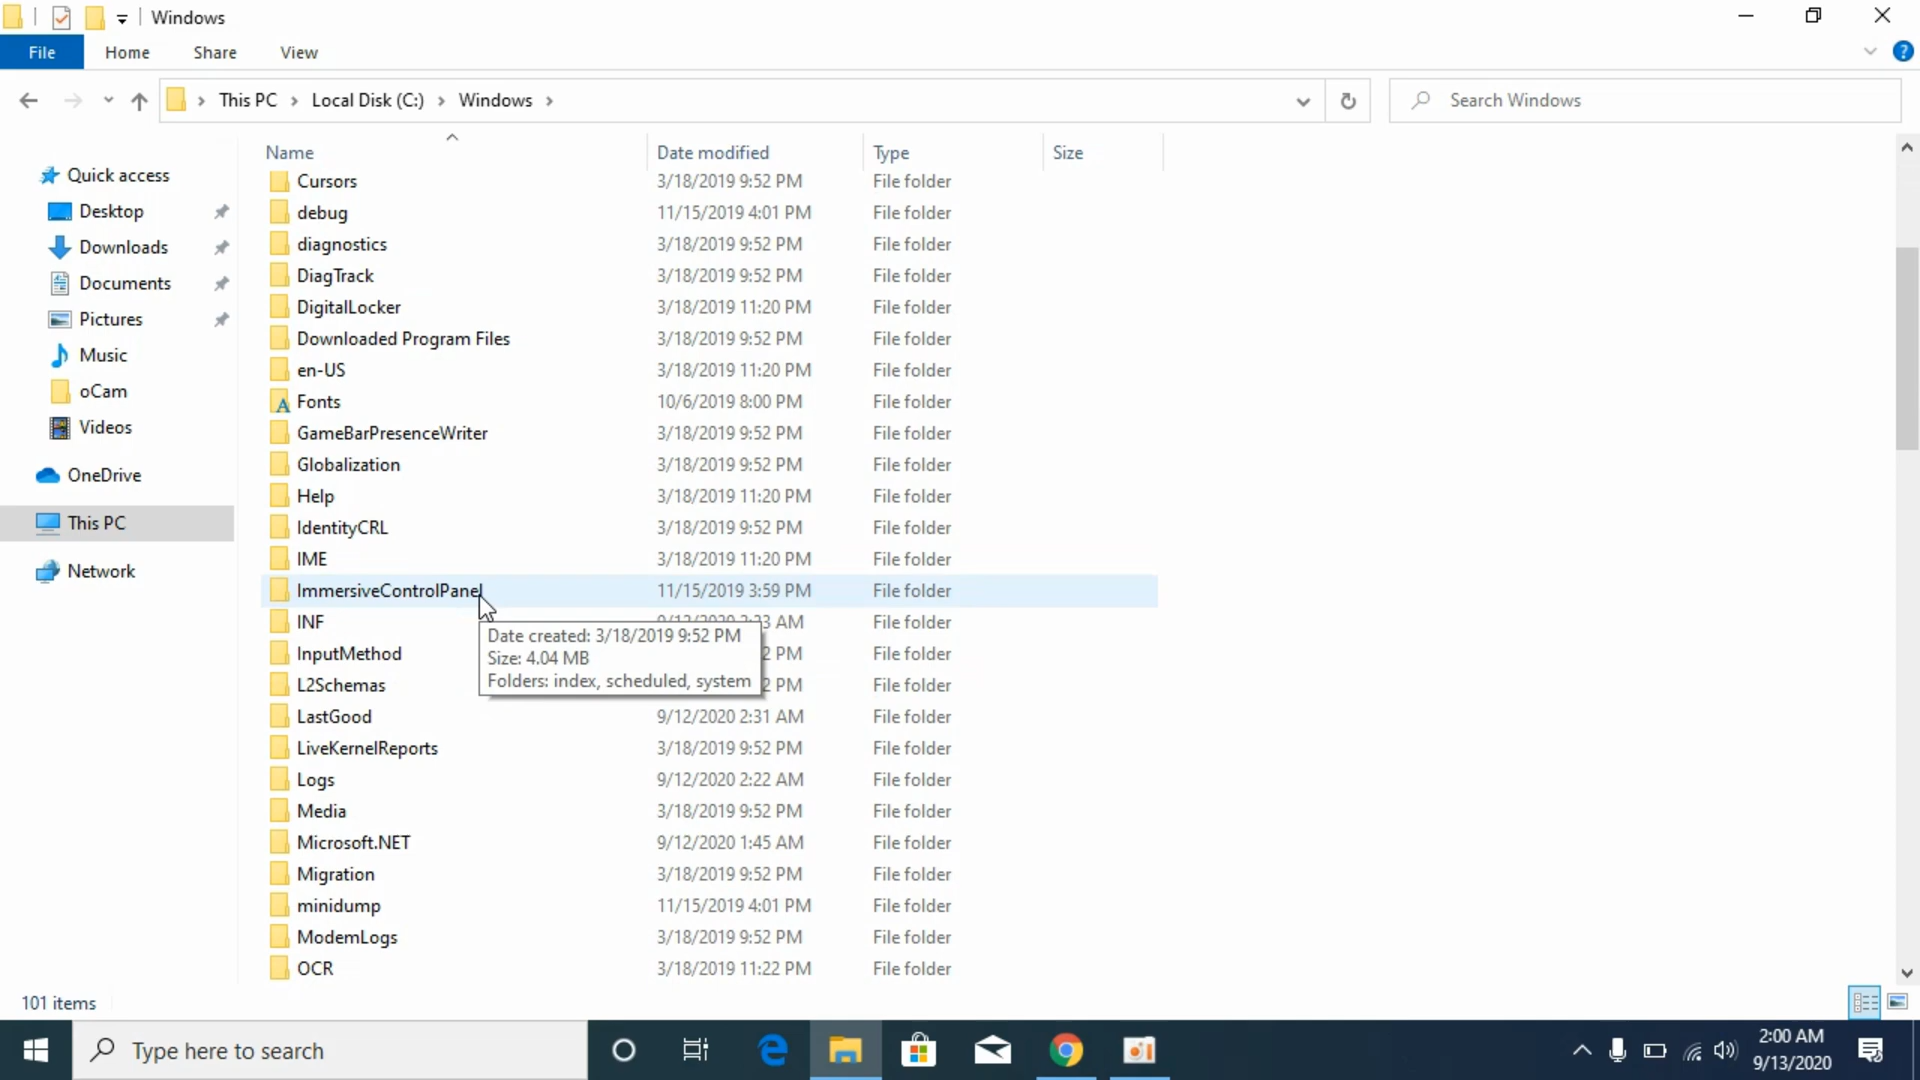 Windows
File Home Share View
This PC Local Disk (C:) Windows
Search Windows
Name Date modified Type Size
Quick access
Desktop
Downloads
Documents
Pictures
Music
oCam
Videos
OneDrive
This PC
Network
Cursors 3/18/2019 9:52 PM File folder
debug 11/15/2019 4:01 PM File folder
diagnostics 3/18/2019 9:52 PM File folder
DiagTrack 3/18/2019 9:52 PM File folder
DigitalLocker 3/18/2019 11:20 PM File folder
Downloaded Program Files 3/18/2019 9:52 PM File folder
en-US 3/18/2019 11:20 PM File folder
Fonts 10/6/2019 8:00 PM File folder
GameBarPresenceWriter 3/18/2019 9:52 PM File folder
Globalization 3/18/2019 9:52 PM File folder
Help 3/18/2019 11:20 PM File folder
IdentityCRL 3/18/2019 9:52 PM File folder
IME 3/18/2019 11:20 PM File folder
ImmersiveControlPanel 11/15/2019 3:59 PM File folder
INF AM File folder
Date created: 3/18/2019 9:52 PM
Size: 4.04 MB
Folders: index, scheduled, system
InputMethod PM File folder
L2Schemas PM File folder
LastGood 9/12/2020 2:31 AM File folder
LiveKernelReports 3/18/2019 9:52 PM File folder
Logs 9/12/2020 2:22 AM File folder
Media 3/18/2019 9:52 PM File folder
Microsoft.NET 9/12/2020 1:45 AM File folder
Migration 3/18/2019 9:52 PM File folder
minidump 11/15/2019 4:01 PM File folder
ModemLogs 3/18/2019 9:52 PM File folder
OCR 3/18/2019 11:22 PM File folder
101 items
Type here to search
2:00 AM
9/13/2020